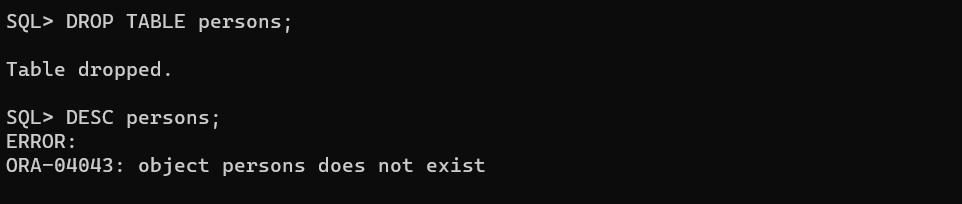 SQL> DROP TABLE persons;
Table dropped.
SQL> DESC persons;
ERROR:
ORA-04043: object persons does not exist